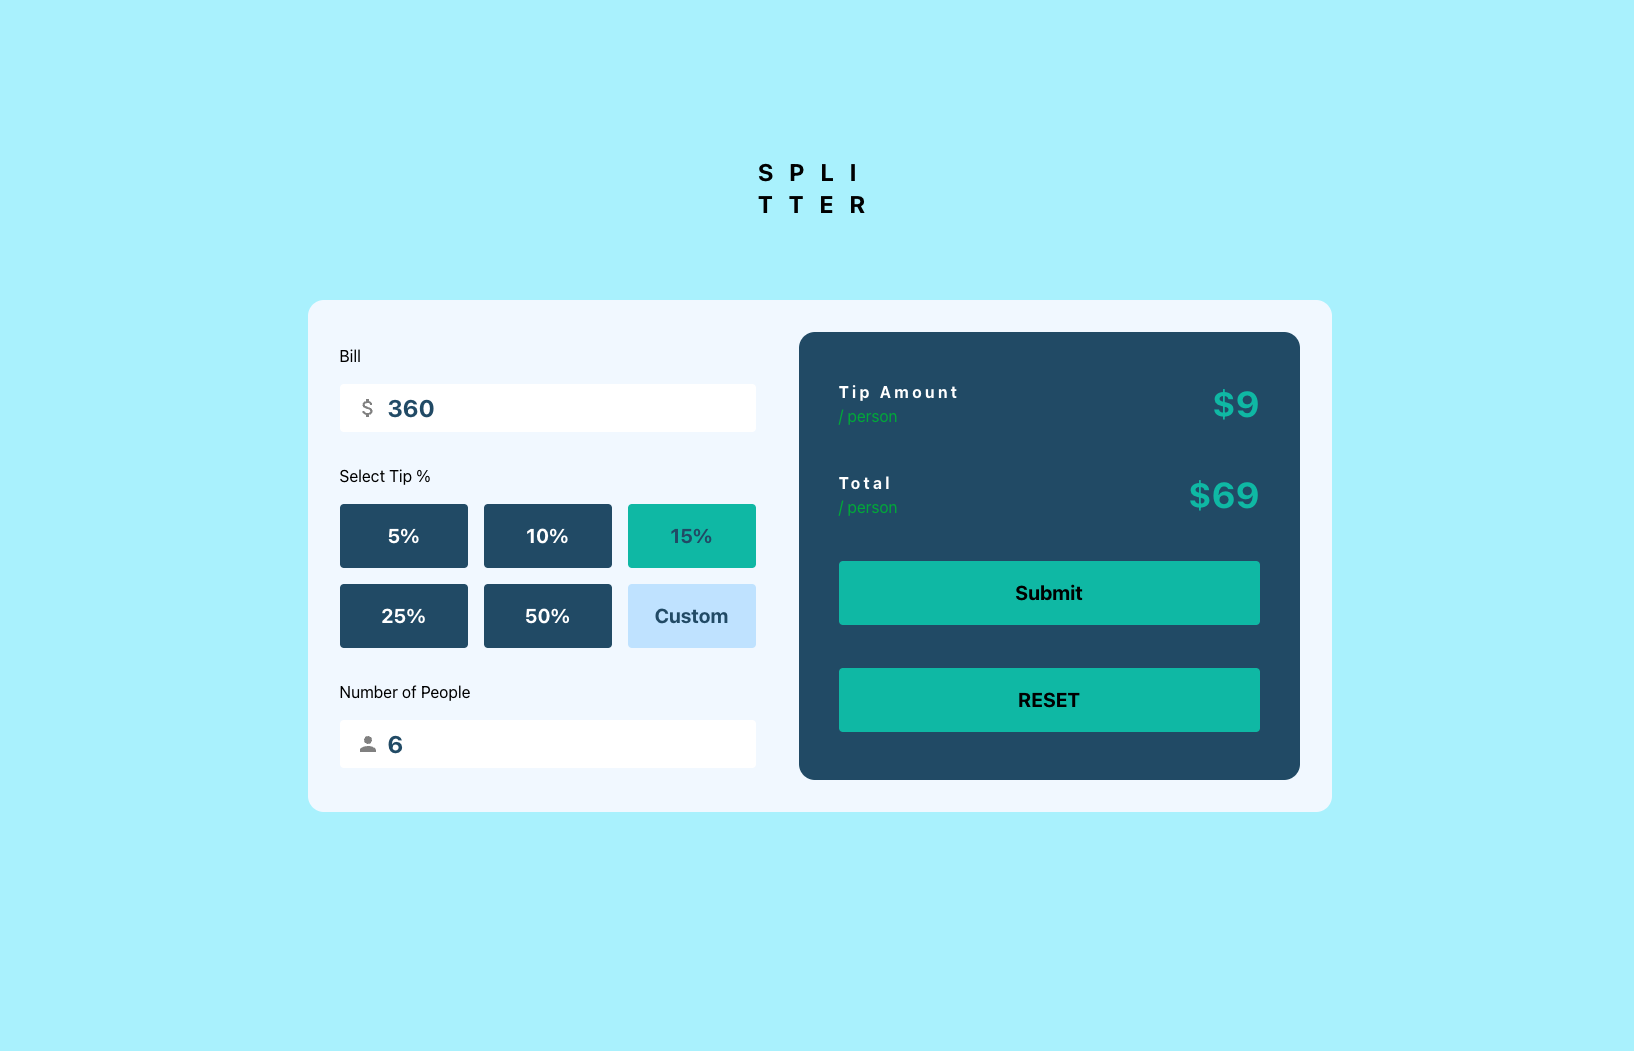 S P L I
T T E R
Bill
$ 360
Select Tip %
5% 10% 15%
25% 50% Custom
Number of People
6
Tip Amount
/ person
$9
Total
/ person
$69
Submit
RESET